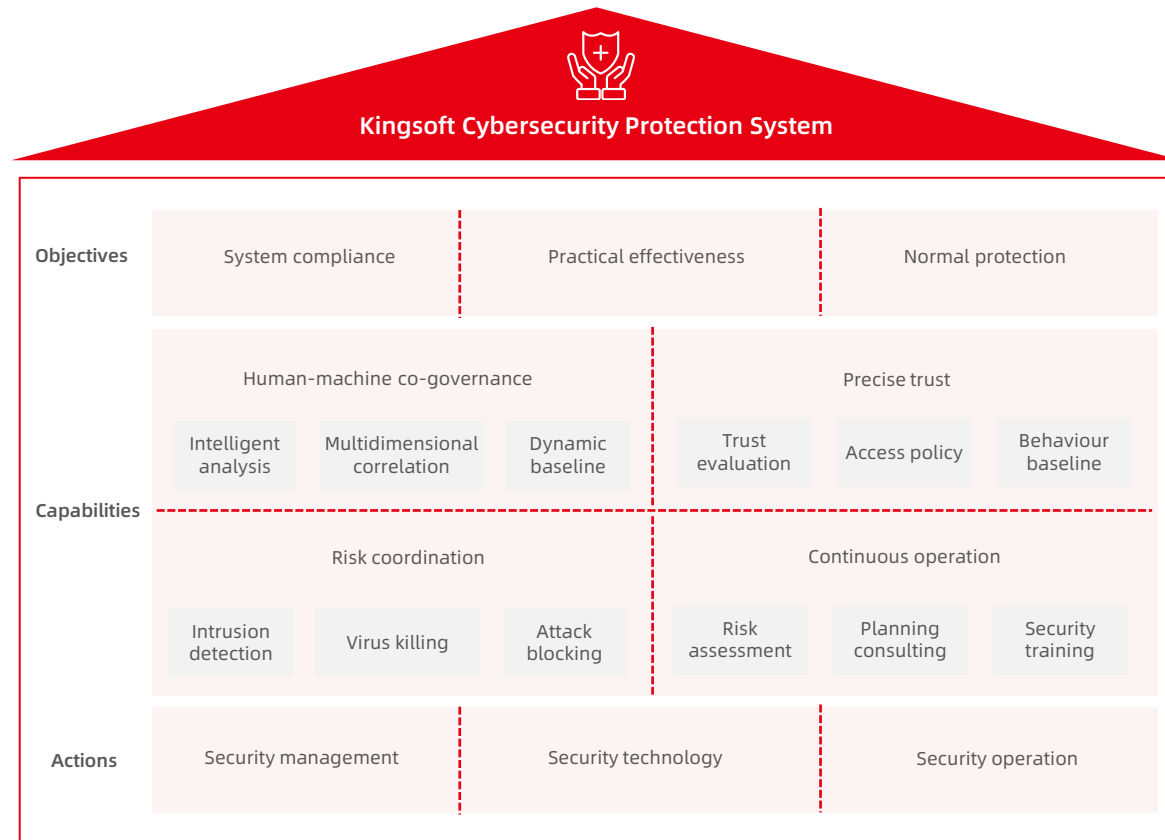 Kingsoft Cybersecurity Protection System
Objectives
System compliance
Practical effectiveness
Normal protection
Capabilities
Human-machine co-governance
Intelligent
analysis
Multidimensional
correlation
Dynamic
baseline
Precise trust
Trust
evaluation
Access policy
Behaviour
baseline
Risk coordination
Intrusion
detection
Virus killing
Attack
blocking
Continuous operation
Risk
assessment
Planning
consulting
Security
training
Actions
Security management
Security technology
Security operation